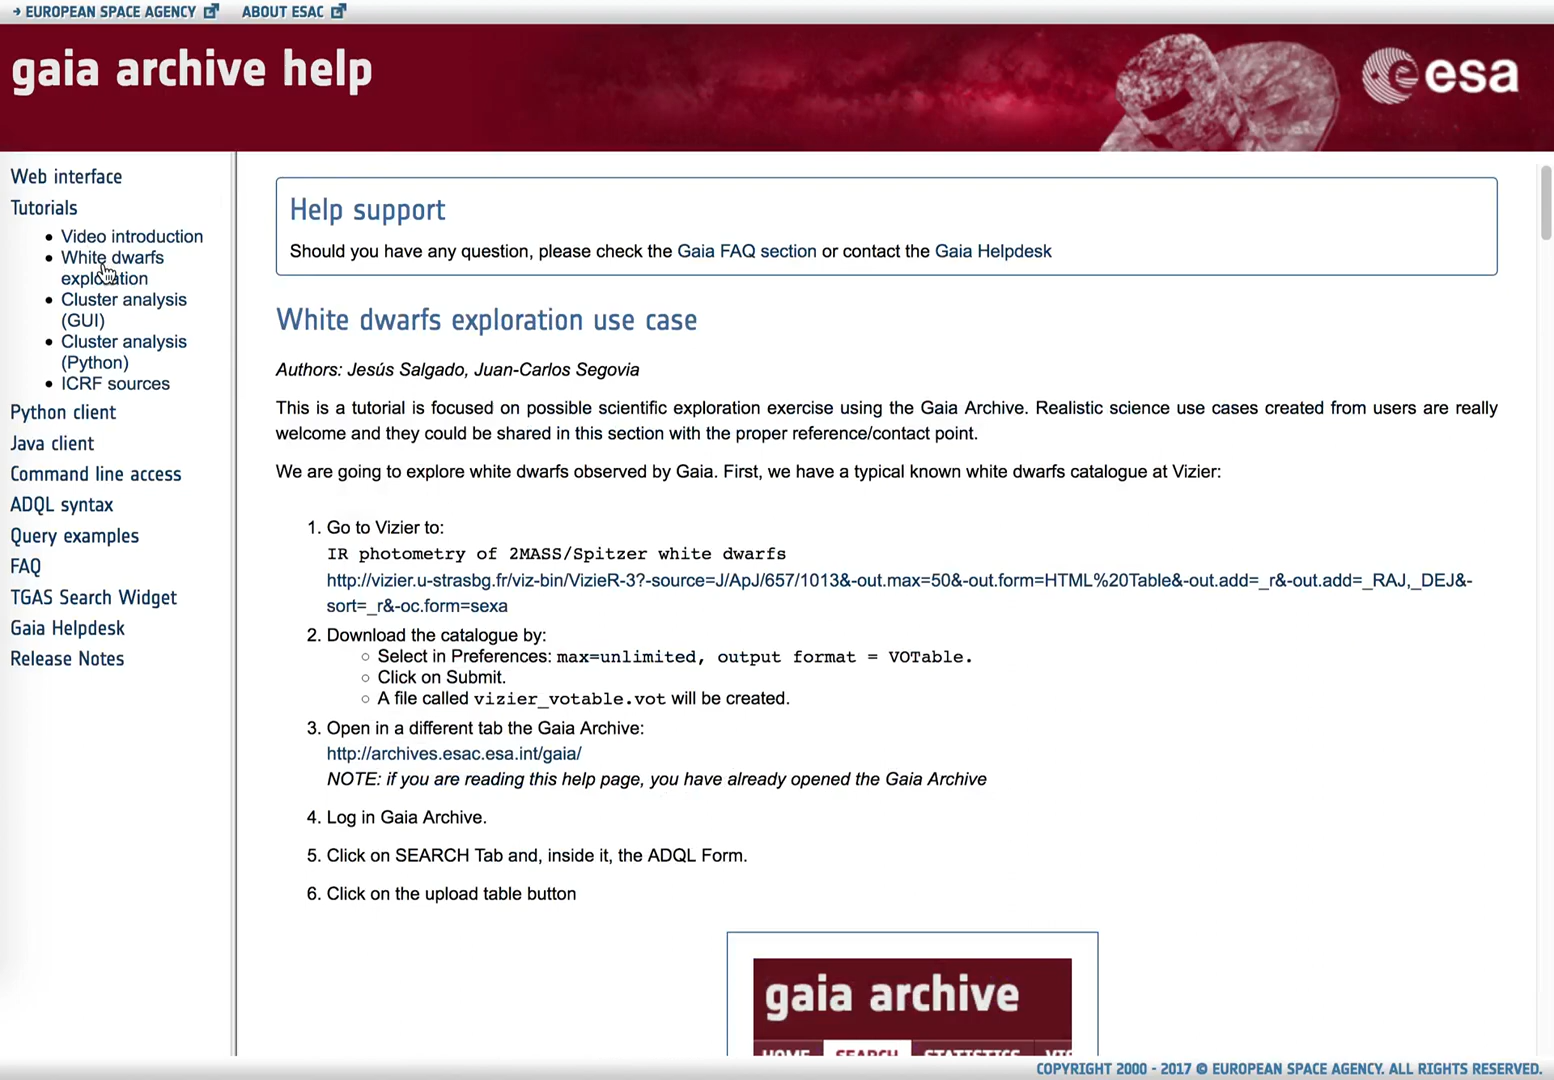 → EUROPEAN SPACE AGENCY ABOUT ESAC
gaia archive help
esa
Web interface
Tutorials
• Video introduction
• White dwarfs
exploration
• Cluster analysis
(GUI)
• Cluster analysis
(Python)
• ICRF sources
Python client
Java client
Command line access
ADQL syntax
Query examples
FAQ
TGAS Search Widget
Gaia Helpdesk
Release Notes
Help support
Should you have any question, please check the Gaia FAQ section or contact the Gaia Helpdesk
White dwarfs exploration use case
Authors: Jesús Salgado, Juan-Carlos Segovia
This is a tutorial is focused on possible scientific exploration exercise using the Gaia Archive. Realistic science use cases created from users are really
welcome and they could be shared in this section with the proper reference/contact point.
We are going to explore white dwarfs observed by Gaia. First, we have a typical known white dwarfs catalogue at Vizier:
1. Go to Vizier to:
IR photometry of 2MASS/Spitzer white dwarfs
http://vizier.u-strasbg.fr/viz-bin/VizieR-3?-source=J/ApJ/657/1013&-out.max=50&-out.form=HTML%20Table&-out.add=_r&-out.add=_RAJ,_DEJ&-
sort=_r&-oc.form=sexa
2. Download the catalogue by:
○ Select in Preferences: max=unlimited, output format = VOTable.
○ Click on Submit.
○ A file called vizier_votable.vot will be created.
3. Open in a different tab the Gaia Archive:
http://archives.esac.esa.int/gaia/
NOTE: if you are reading this help page, you have already opened the Gaia Archive
4. Log in Gaia Archive.
5. Click on SEARCH Tab and, inside it, the ADQL Form.
6. Click on the upload table button
gaia archive
HOME SEARCH STATISTICS VIS
COPYRIGHT 2000 - 2017 © EUROPEAN SPACE AGENCY. ALL RIGHTS RESERVED.